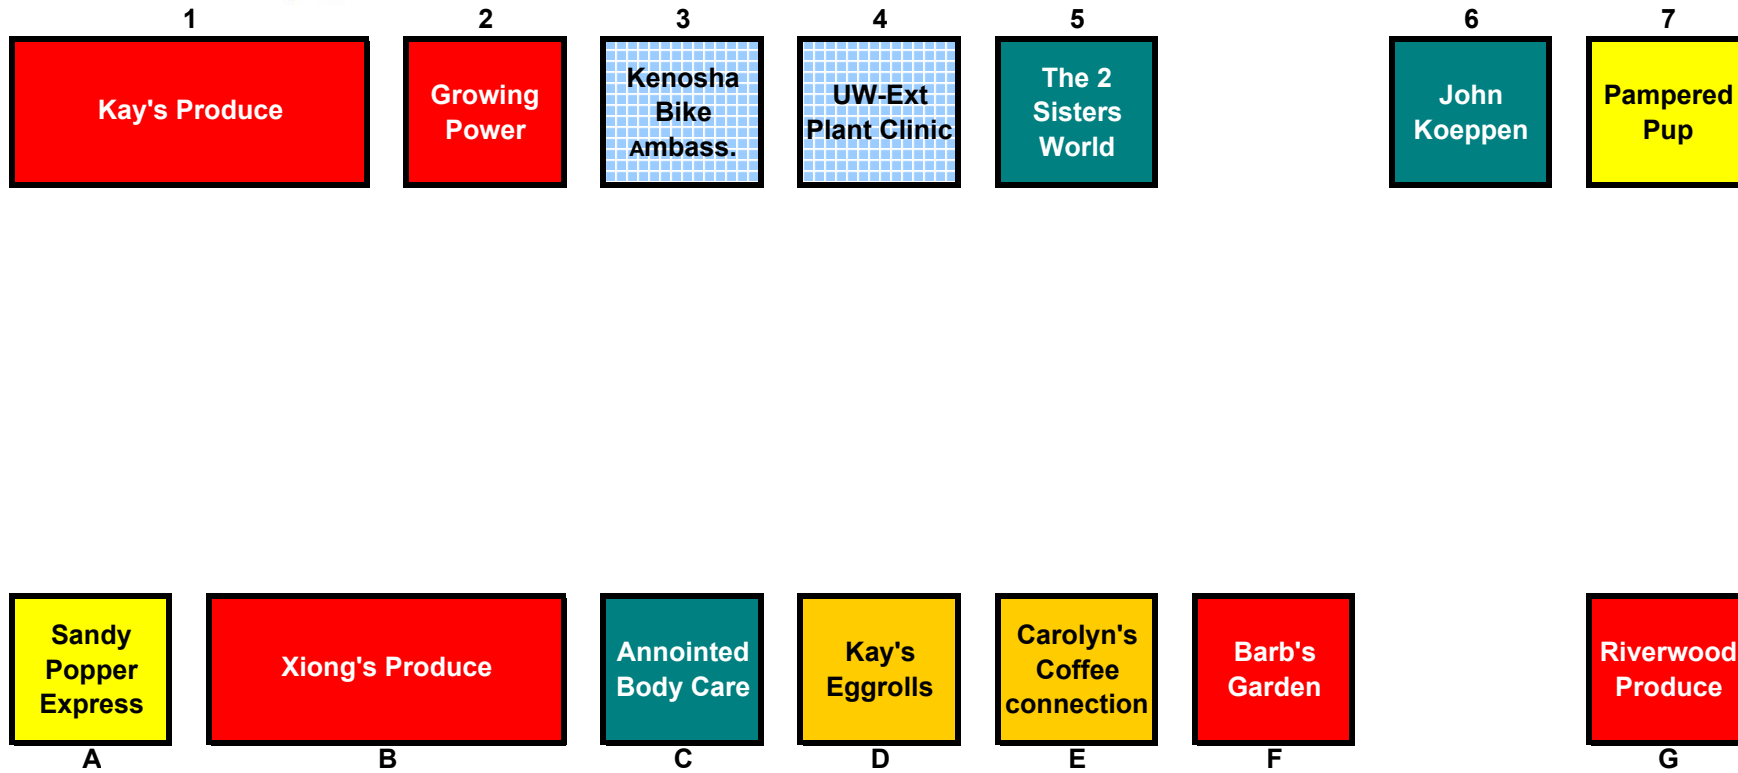 1 2 3 4 5 6 7
Kay's Produce
Growing
Power
Kenosha
Bike
Ambass.
UW-Ext
Plant Clinic
The 2
Sisters
World
John
Koeppen
Pampered
Pup
Sandy
Popper
Express
Xiong's Produce
Annointed
Body Care
Kay's
Eggrolls
Carolyn's
Coffee
connection
Barb's
Garden
Riverwood
Produce
A B C D E F G